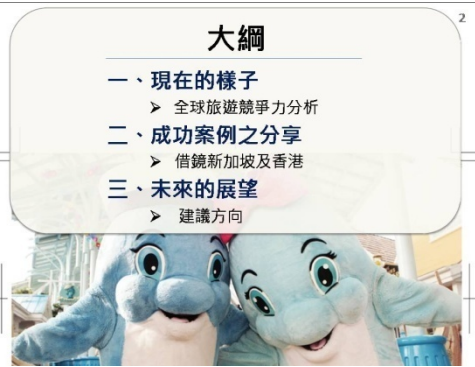 2
大綱
一、現在的樣子
➢ 全球旅遊競爭力分析
二、成功案例之分享
➢ 借鏡新加坡及香港
三、未來的展望
➢ 建議方向